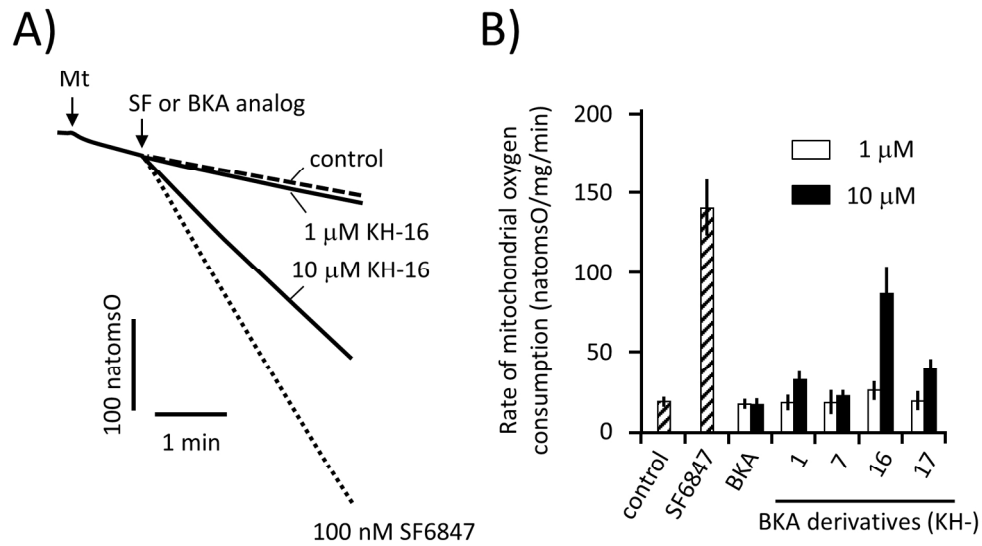 A)
Mt
SF or BKA analog
control
1 μM KH-16
10 μM KH-16
100 natomsO
1 min
100 nM SF6847
B)
Rate of mitochondrial oxygen
consumption (natomsO/mg/min)
200
150
100
50
0
1 μM
10 μM
control
SF6847
BKA
1
7
16
17
BKA derivatives (KH-)